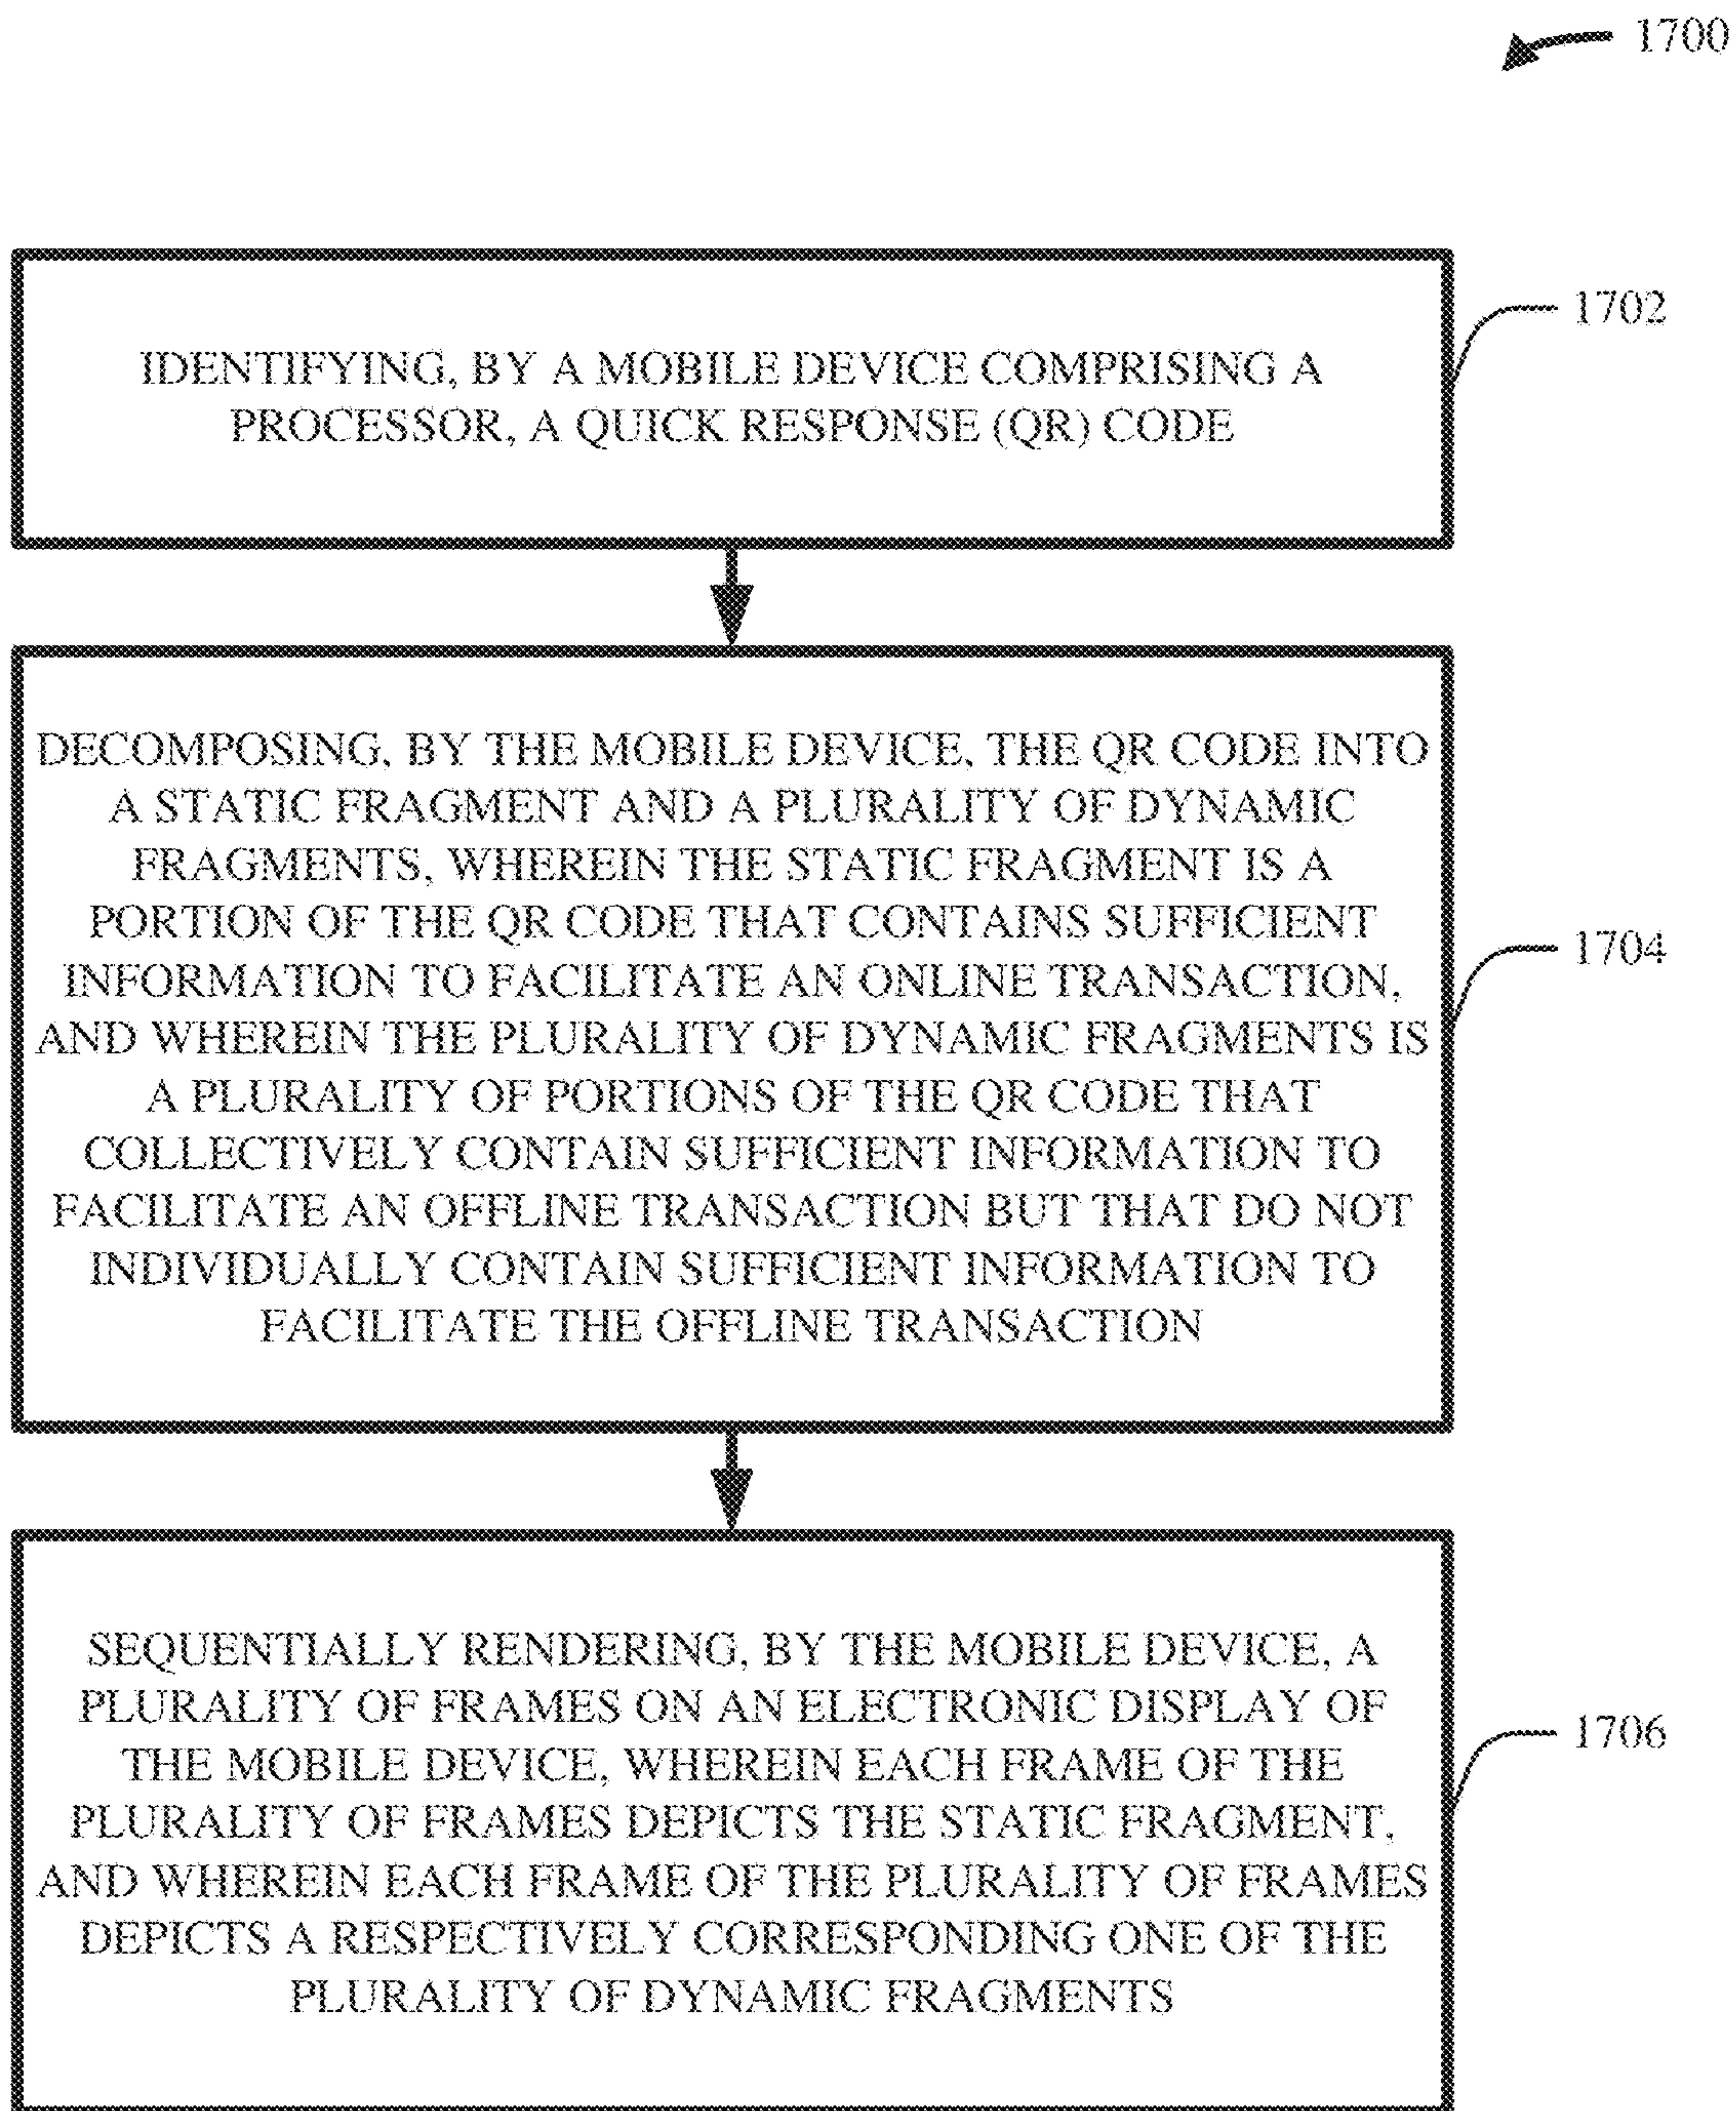 1700
IDENTIFYING, BY A MOBILE DEVICE COMPRISING A
PROCESSOR, A QUICK RESPONSE (QR) CODE
1702
DECOMPOSING, BY THE MOBILE DEVICE, THE QR CODE INTO
A STATIC FRAGMENT AND A PLURALITY OF DYNAMIC
FRAGMENTS, WHEREIN THE STATIC FRAGMENT IS A
PORTION OF THE QR CODE THAT CONTAINS SUFFICIENT
INFORMATION TO FACILITATE AN ONLINE TRANSACTION,
AND WHEREIN THE PLURALITY OF DYNAMIC FRAGMENTS IS
A PLURALITY OF PORTIONS OF THE QR CODE THAT
COLLECTIVELY CONTAIN SUFFICIENT INFORMATION TO
FACILITATE AN OFFLINE TRANSACTION BUT THAT DO NOT
INDIVIDUALLY CONTAIN SUFFICIENT INFORMATION TO
FACILITATE THE OFFLINE TRANSACTION
1704
SEQUENTIALLY RENDERING, BY THE MOBILE DEVICE, A
PLURALITY OF FRAMES ON AN ELECTRONIC DISPLAY OF
THE MOBILE DEVICE, WHEREIN EACH FRAME OF THE
PLURALITY OF FRAMES DEPICTS THE STATIC FRAGMENT,
AND WHEREIN EACH FRAME OF THE PLURALITY OF FRAMES
DEPICTS A RESPECTIVELY CORRESPONDING ONE OF THE
PLURALITY OF DYNAMIC FRAGMENTS
1706